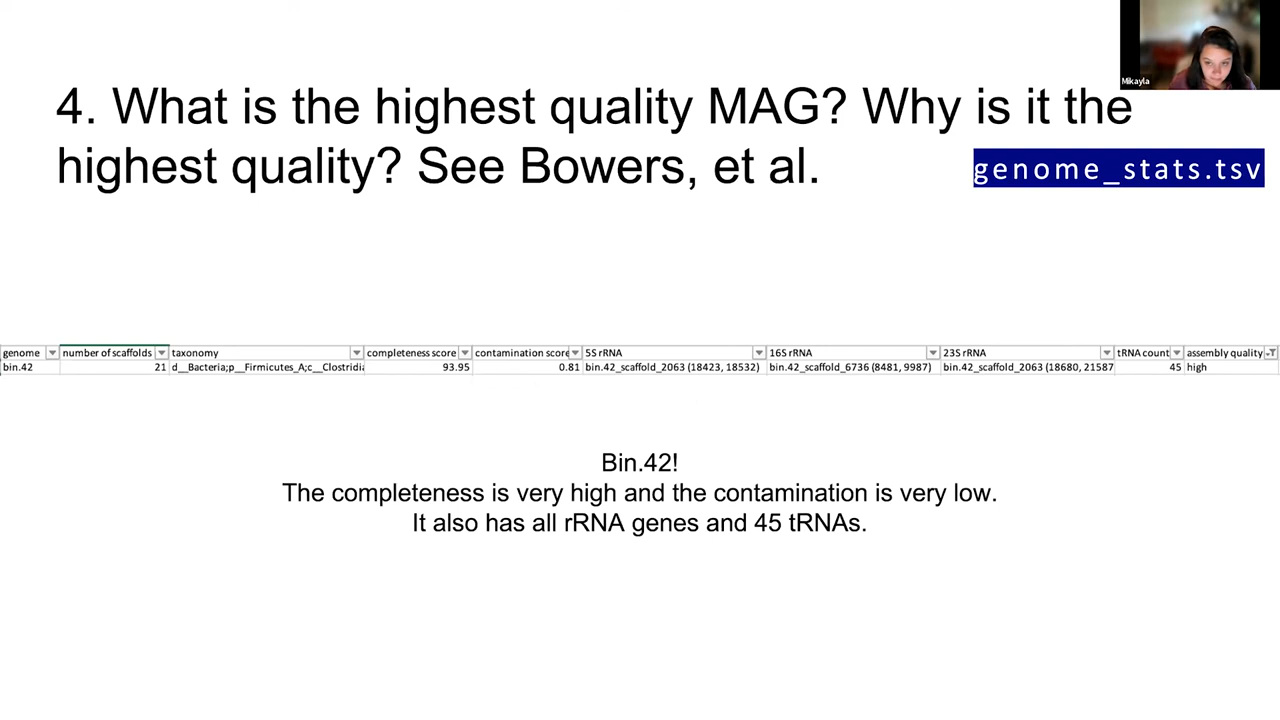 Mikayla
4. What is the highest quality MAG? Why is it the
highest quality? See Bowers, et al.
genome_stats.tsv
genome number of scaffolds taxonomy completeness score contamination score 5S rRNA 16S rRNA 23S rRNA tRNA count assembly quality
bin.42 21 d__Bacteria;p__Firmicutes_A;c__Clostridia 93.95 0.81 bin.42_scaffold_2063 (18423, 18532) bin.42_scaffold_6736 (8481, 9987) bin.42_scaffold_2063 (18680, 21587 45 high
Bin.42!
The completeness is very high and the contamination is very low.
It also has all rRNA genes and 45 tRNAs.